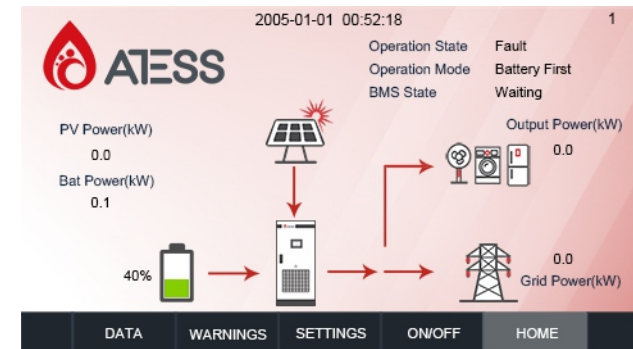 2005-01-01 00:52:18
1
ATESS
Operation State Fault
Operation Mode Battery First
BMS State Waiting
PV Power(kW)
0.0
Bat Power(kW)
0.1
Output Power(kW)
0.0
40%
0.0
Grid Power(kW)
DATA WARNINGS SETTINGS ON/OFF HOME